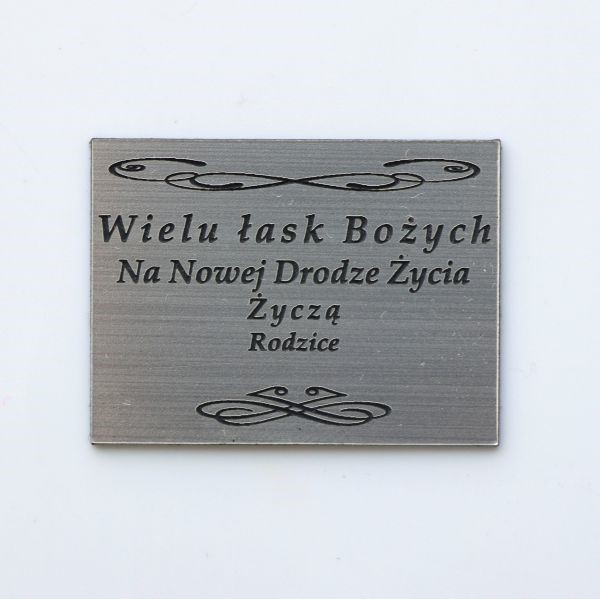 Wielu łask Bożych
Na Nowej Drodze Życia
Życzą
Rodzice